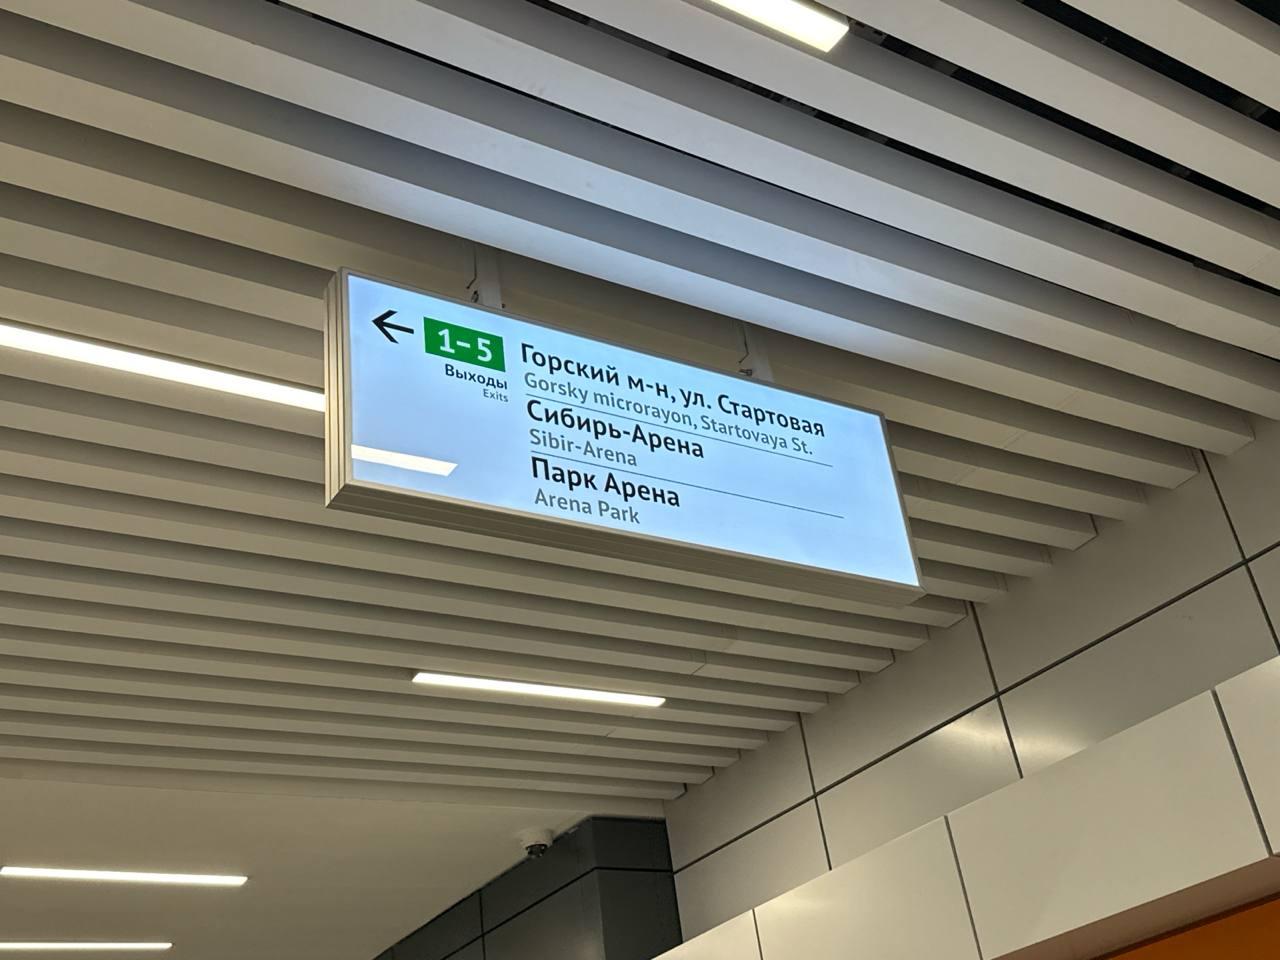 ← 1-5
Выходы
Exits
Горский м-н, ул. Стартовая
Gorsky microrayon, Startovaya St.
Сибирь-Арена
Sibir-Arena
Парк Арена
Arena Park